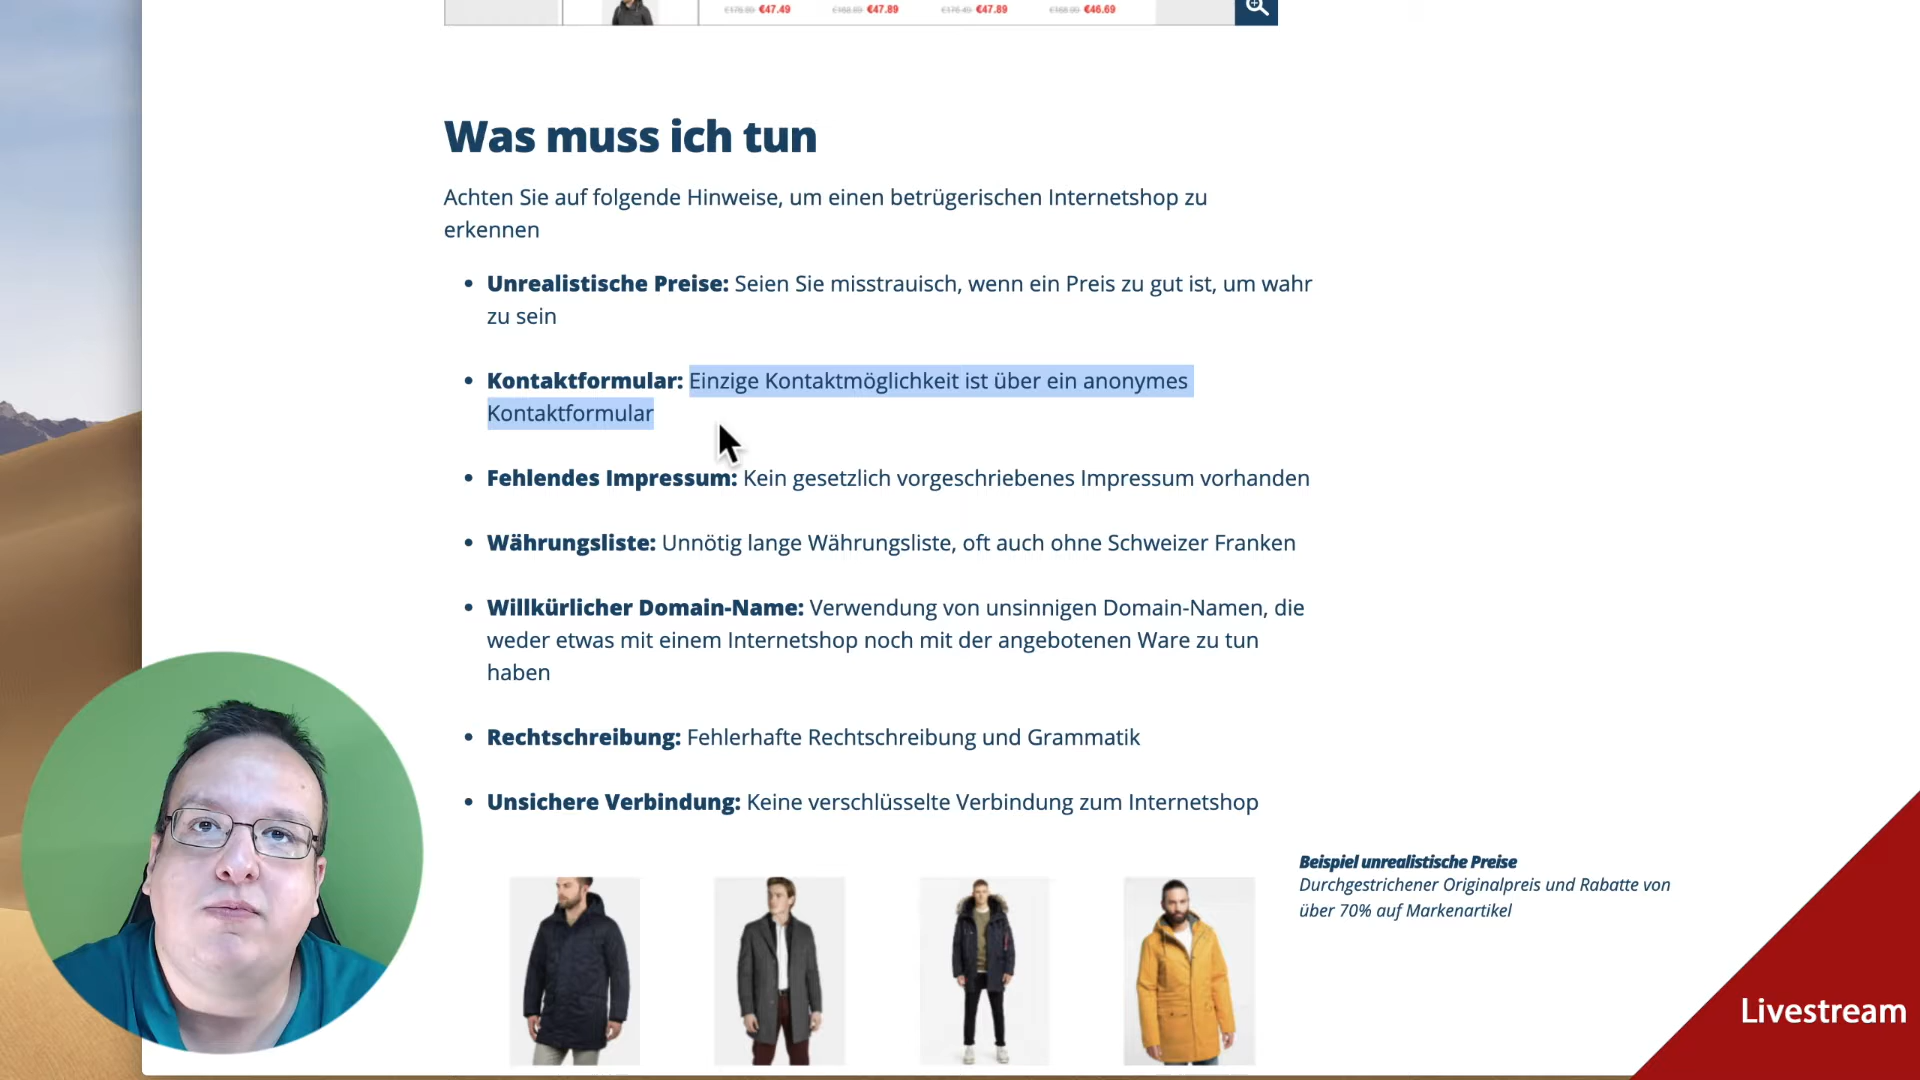 €47.49
€47.89
€47.89
€46.69
Was muss ich tun
Achten Sie auf folgende Hinweise, um einen betrügerischen Internetshop zu
erkennen
Unrealistische Preise: Seien Sie misstrauisch, wenn ein Preis zu gut ist, um wahr
zu sein
Kontaktformular: Einzige Kontaktmöglichkeit ist über ein anonymes
Kontaktformular
Fehlendes Impressum: Kein gesetzlich vorgeschriebenes Impressum vorhanden
Währungsliste: Unnötig lange Währungsliste, oft auch ohne Schweizer Franken
Willkürlicher Domain-Name: Verwendung von unsinnigen Domain-Namen, die
weder etwas mit einem Internetshop noch mit der angebotenen Ware zu tun
haben
Rechtschreibung: Fehlerhafte Rechtschreibung und Grammatik
Unsichere Verbindung: Keine verschlüsselte Verbindung zum Internetshop
Beispiel unrealistische Preise
Durchgestrichener Originalpreis und Rabatte von
über 70% auf Markenartikel
Livestream